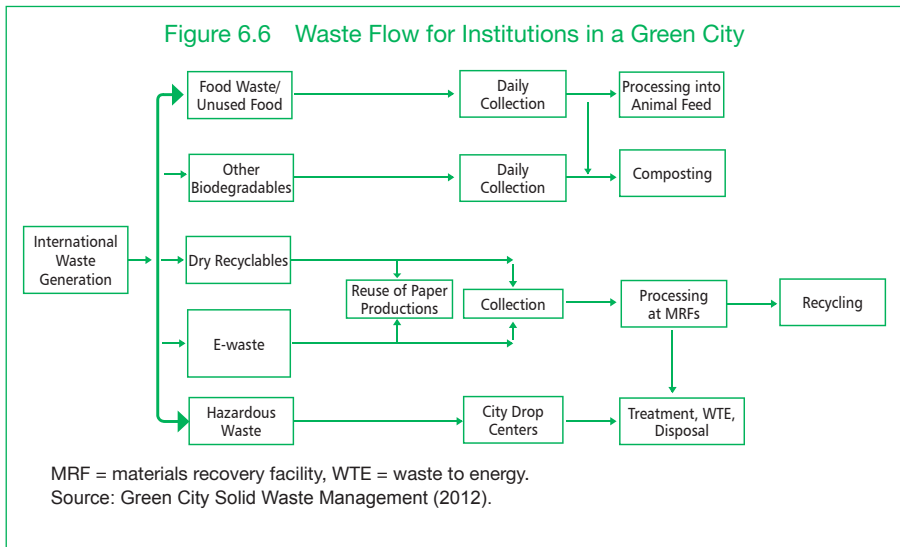 Figure 6.6 Waste Flow for Institutions in a Green City
Food Waste/
Unused Food
Daily
Collection
Processing into
Animal Feed
Other
Biodegradables
Daily
Collection
Composting
International
Waste
Generation
Dry Recyclables
Reuse of Paper
Productions
Collection
Processing
at MRFs
Recycling
E-waste
Hazardous
Waste
City Drop
Centers
Treatment, WTE,
Disposal
MRF = materials recovery facility, WTE = waste to energy.
Source: Green City Solid Waste Management (2012).